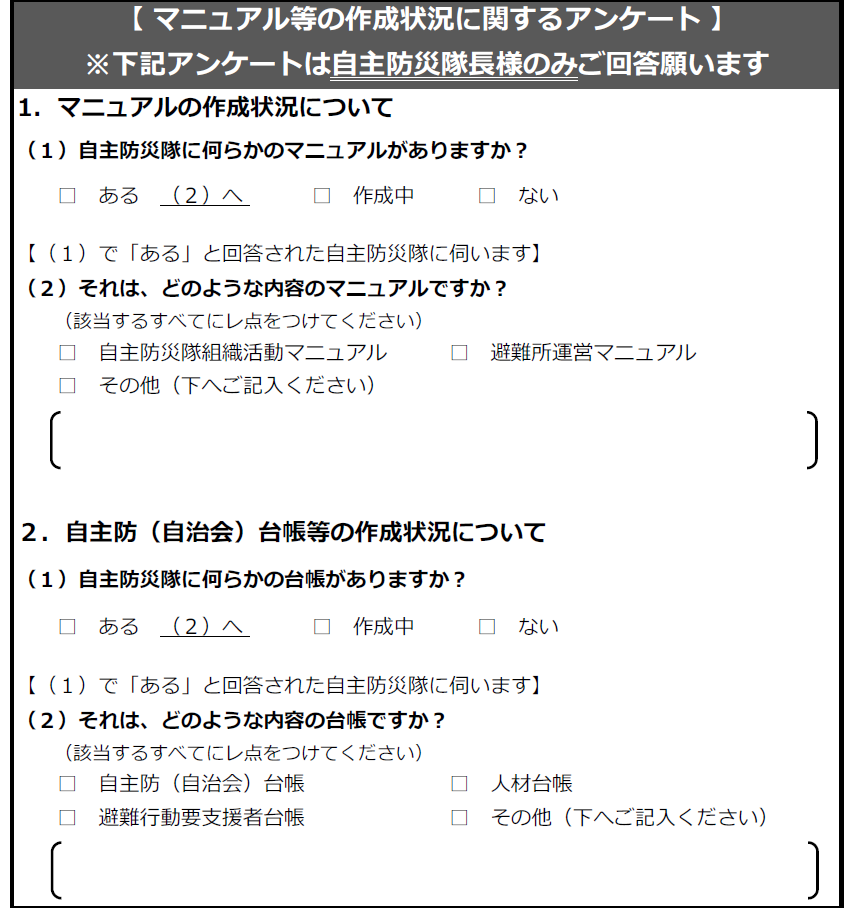 【 マニュアル等の作成状況に関するアンケート 】
※下記アンケートは自主防災隊長様のみご回答願います
1．マニュアルの作成状況について
（１）自主防災隊に何らかのマニュアルがありますか？
□ ある （２）へ □ 作成中 □ ない
【（１）で「ある」と回答された自主防災隊に伺います】
（２）それは、どのような内容のマニュアルですか？
（該当するすべてにレ点をつけてください）
□ 自主防災隊組織活動マニュアル □ 避難所運営マニュアル
□ その他（下へご記入ください）
２．自主防（自治会）台帳等の作成状況について
（１）自主防災隊に何らかの台帳がありますか？
□ ある （２）へ □ 作成中 □ ない
【（１）で「ある」と回答された自主防災隊に伺います】
（２）それは、どのような内容の台帳ですか？
（該当するすべてにレ点をつけてください）
□ 自主防（自治会）台帳 □ 人材台帳
□ 避難行動要支援者台帳 □ その他（下へご記入ください）